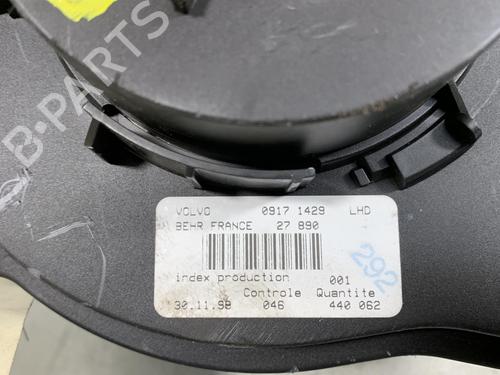 B-PARTS
VOLVO 0917 1429 LHD
BEHR FRANCE 27 890
292
index production 001
Controle Quantite
30.11.98 046 440 062